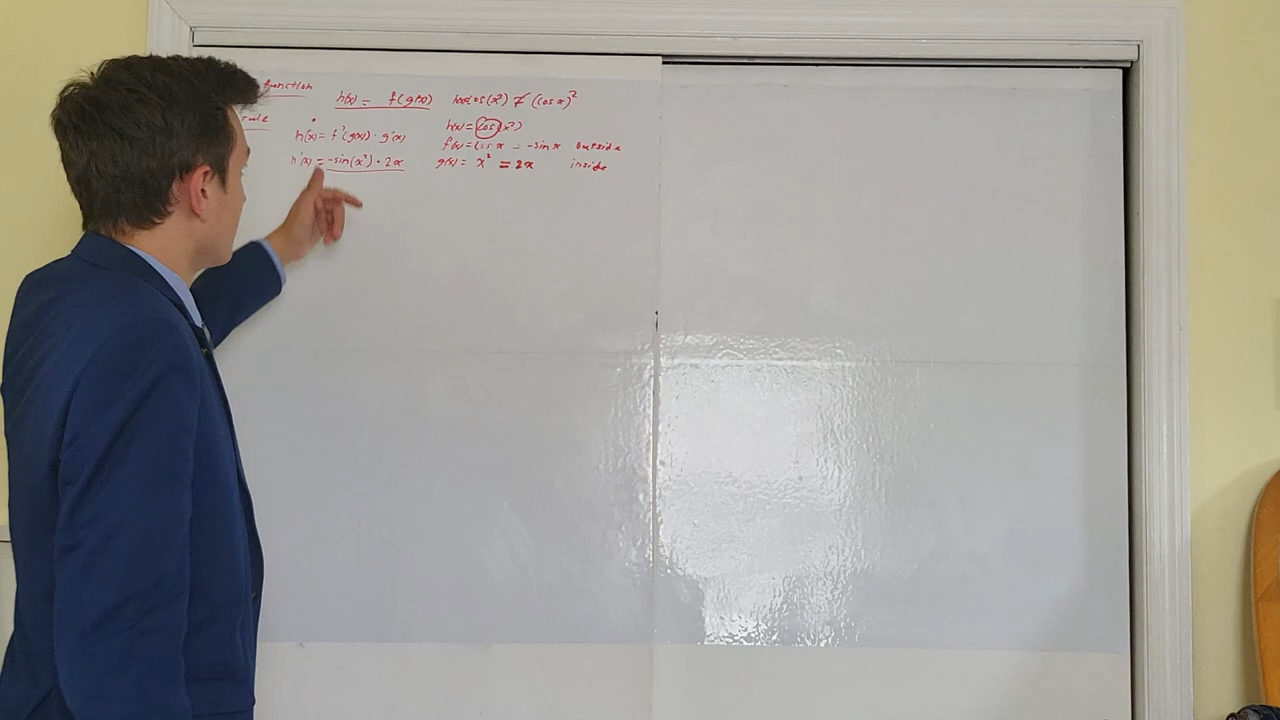 function
h(x) = f(g(x))
cos(x²) ≠ (cos x)²
rule
h(x) = cos(x²)
h'(x) = f'(g(x)) · g'(x)
f(x) = cos x = -sin x outside
h'(x) = -sin(x²) · 2x
g(x) = x² = 2x inside